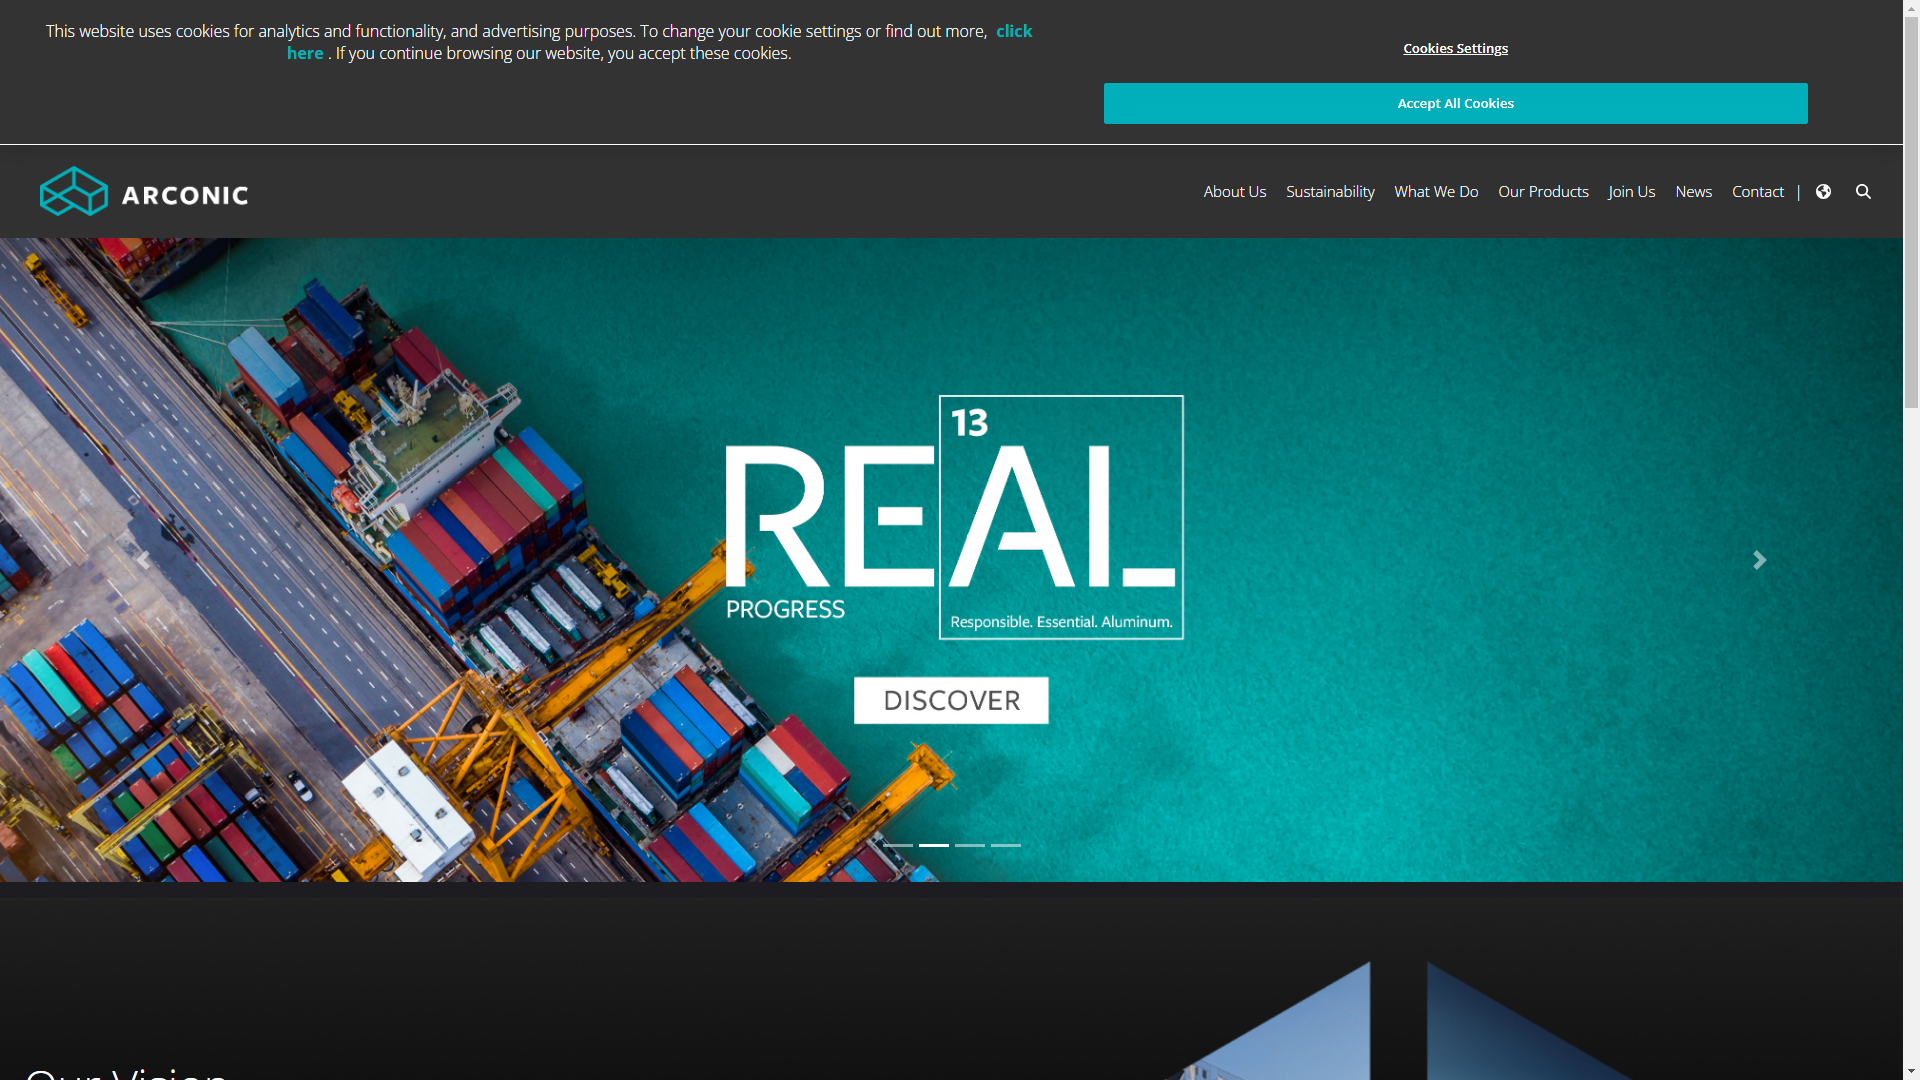 This website uses cookies for analytics and functionality, and advertising purposes. To change your cookie settings or find out more, click
here . If you continue browsing our website, you accept these cookies.
Cookies Settings
Accept All Cookies
ARCONIC
About Us Sustainability What We Do Our Products Join Us News Contact |
13
REAL
PROGRESS
Responsible. Essential. Aluminum.
DISCOVER
Our Vision